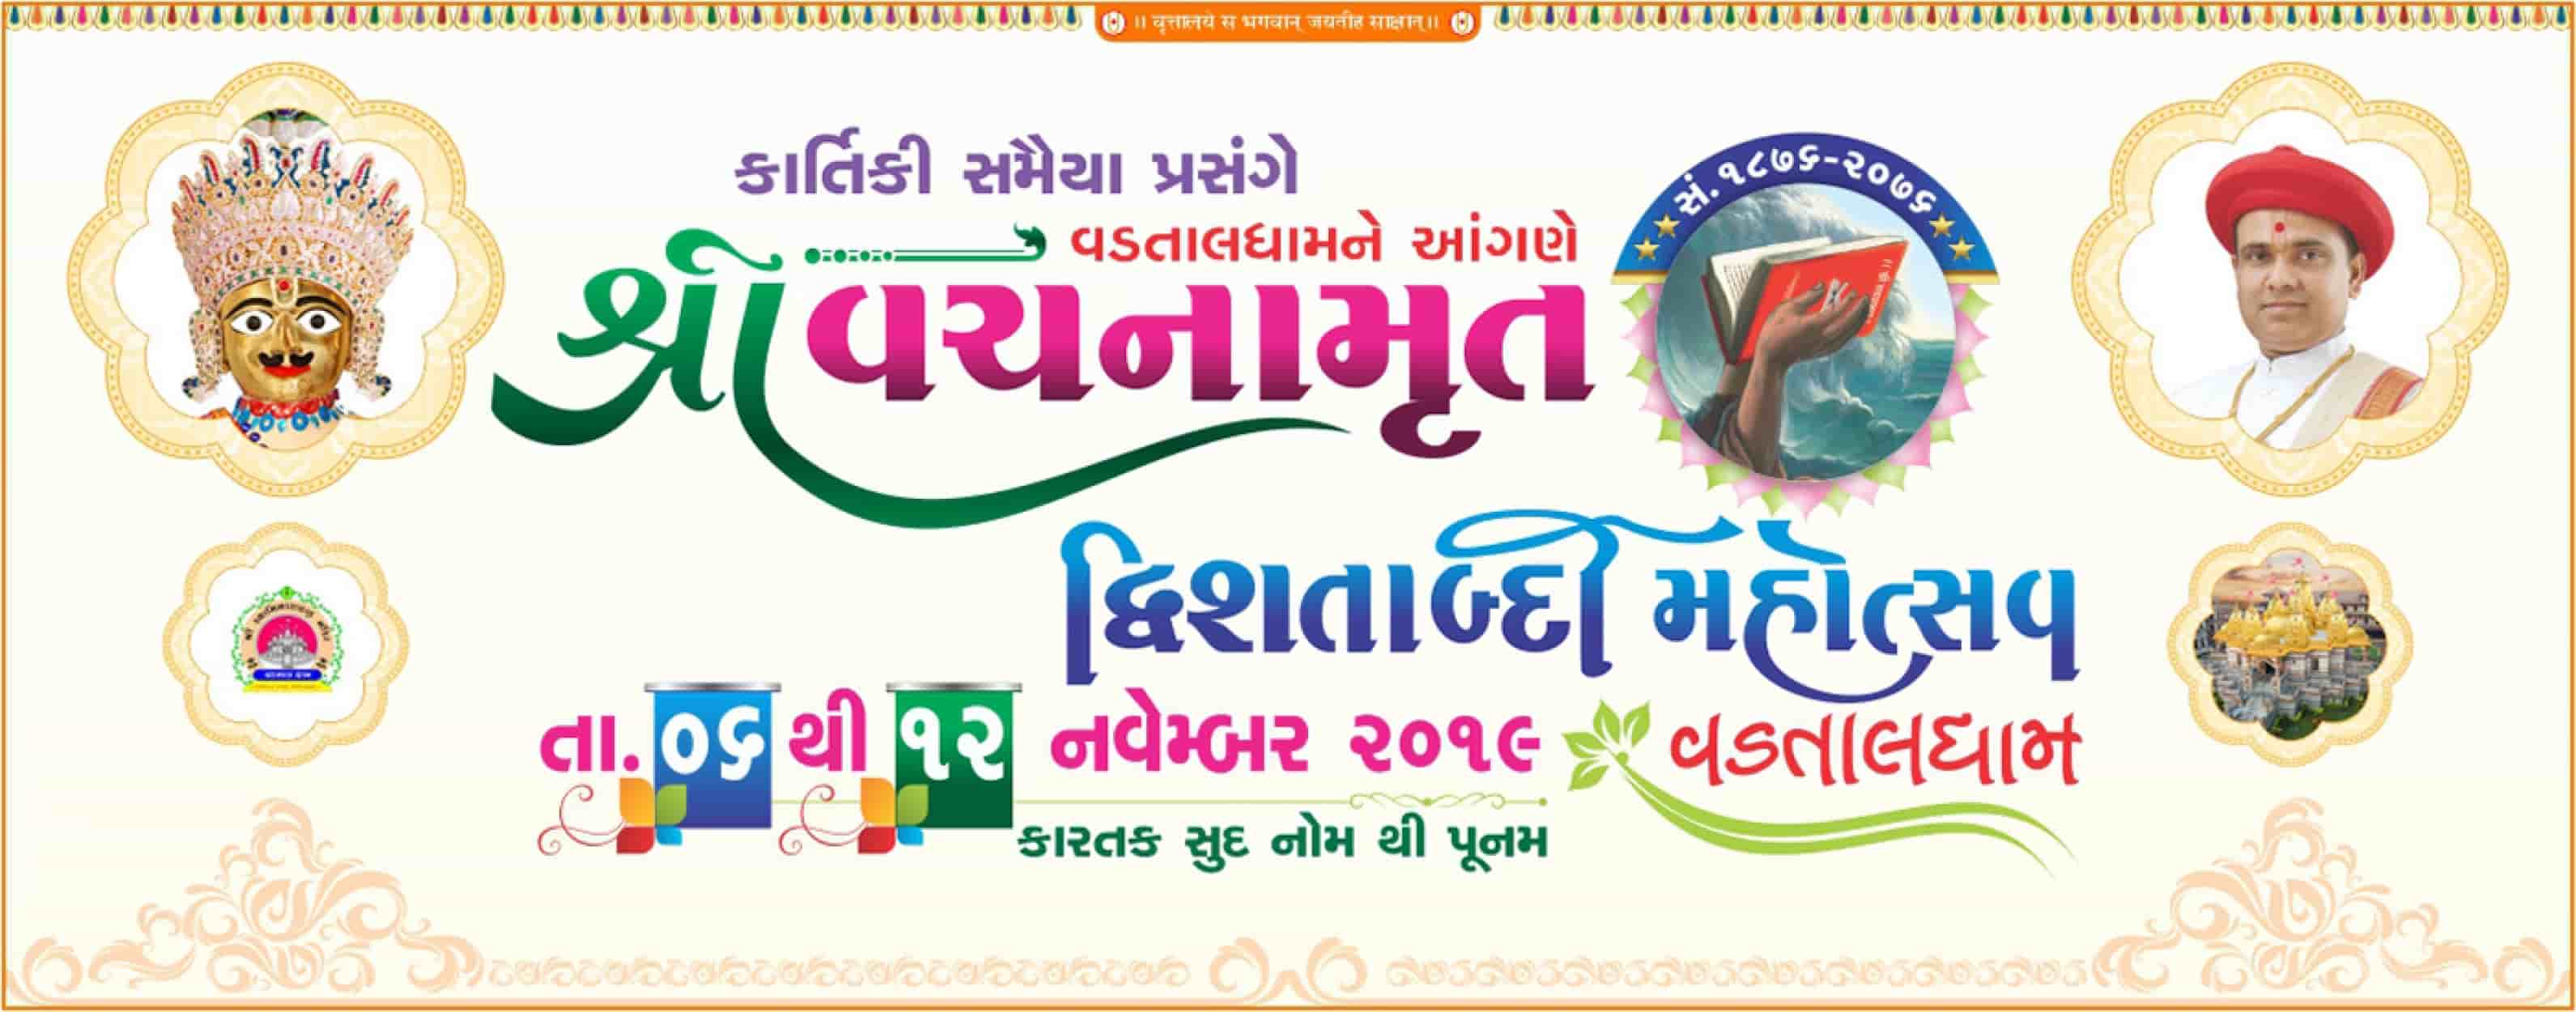 ॥ वृत्तालये स भगवान् जयतीह साक्षात्॥
કાર્તિકી સમૈયા પ્રસંગે
વડતાલધામને આંગણે
શ્રી વચનામૃત
સં.૧૮૭૬-૨૦૭૬
દ્વિશતાબ્દી મહોત્સવ
તા. ૦૬ થી ૧૨ નવેમ્બર ૨૦૧૯
વડતાલધામ
કારતક સુદ નોમ થી પૂનમ